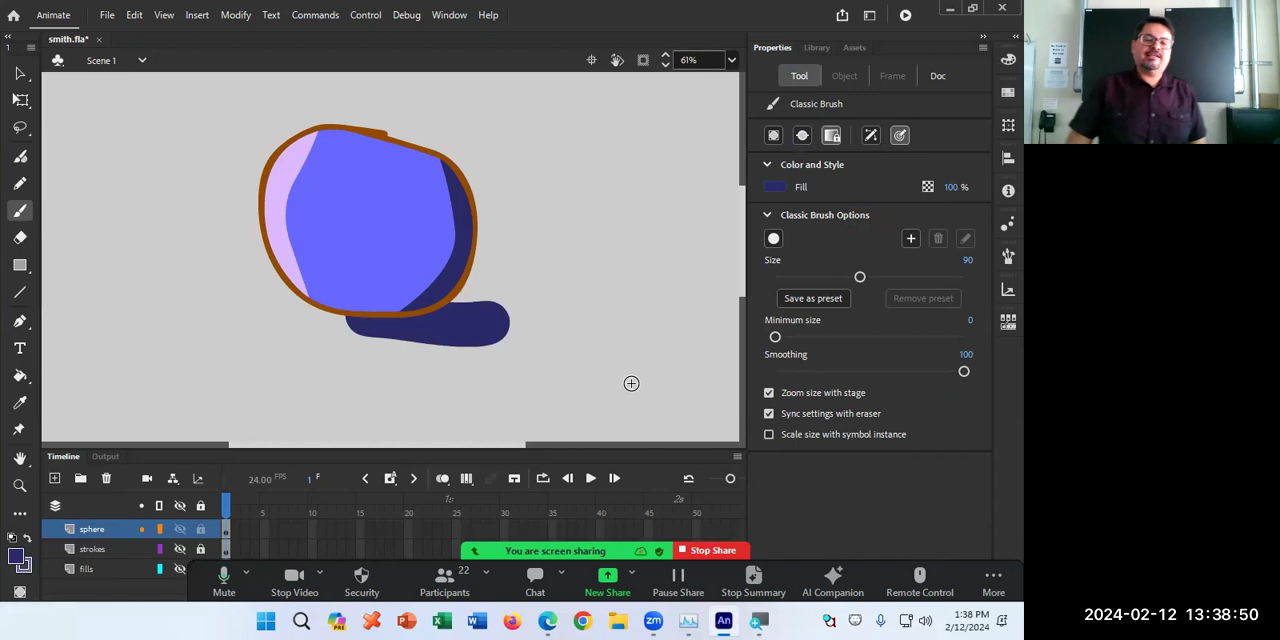 Animate File Edit View Insert Modify Text Commands Control Debug Window Help
smith.fla* ×
1
Scene 1
61%
Properties Library Assets
Tool Object Frame Doc
Classic Brush
Color and Style
Fill 100 %
Classic Brush Options
Size 90
Save as preset Remove preset
Minimum size 0
Smoothing 100
Zoom size with stage
Sync settings with eraser
Scale size with symbol instance
Timeline Output
24.00 FPS 1 F
1s 2s
5 10 15 20 25 30 35 40 45 50
sphere
strokes
fills
You are screen sharing Stop Share
Mute Stop Video Security Participants 22 Chat New Share Pause Share Stop Summary AI Companion Remote Control More
1:38 PM
2/12/2024
2024-02-12 13:38:50